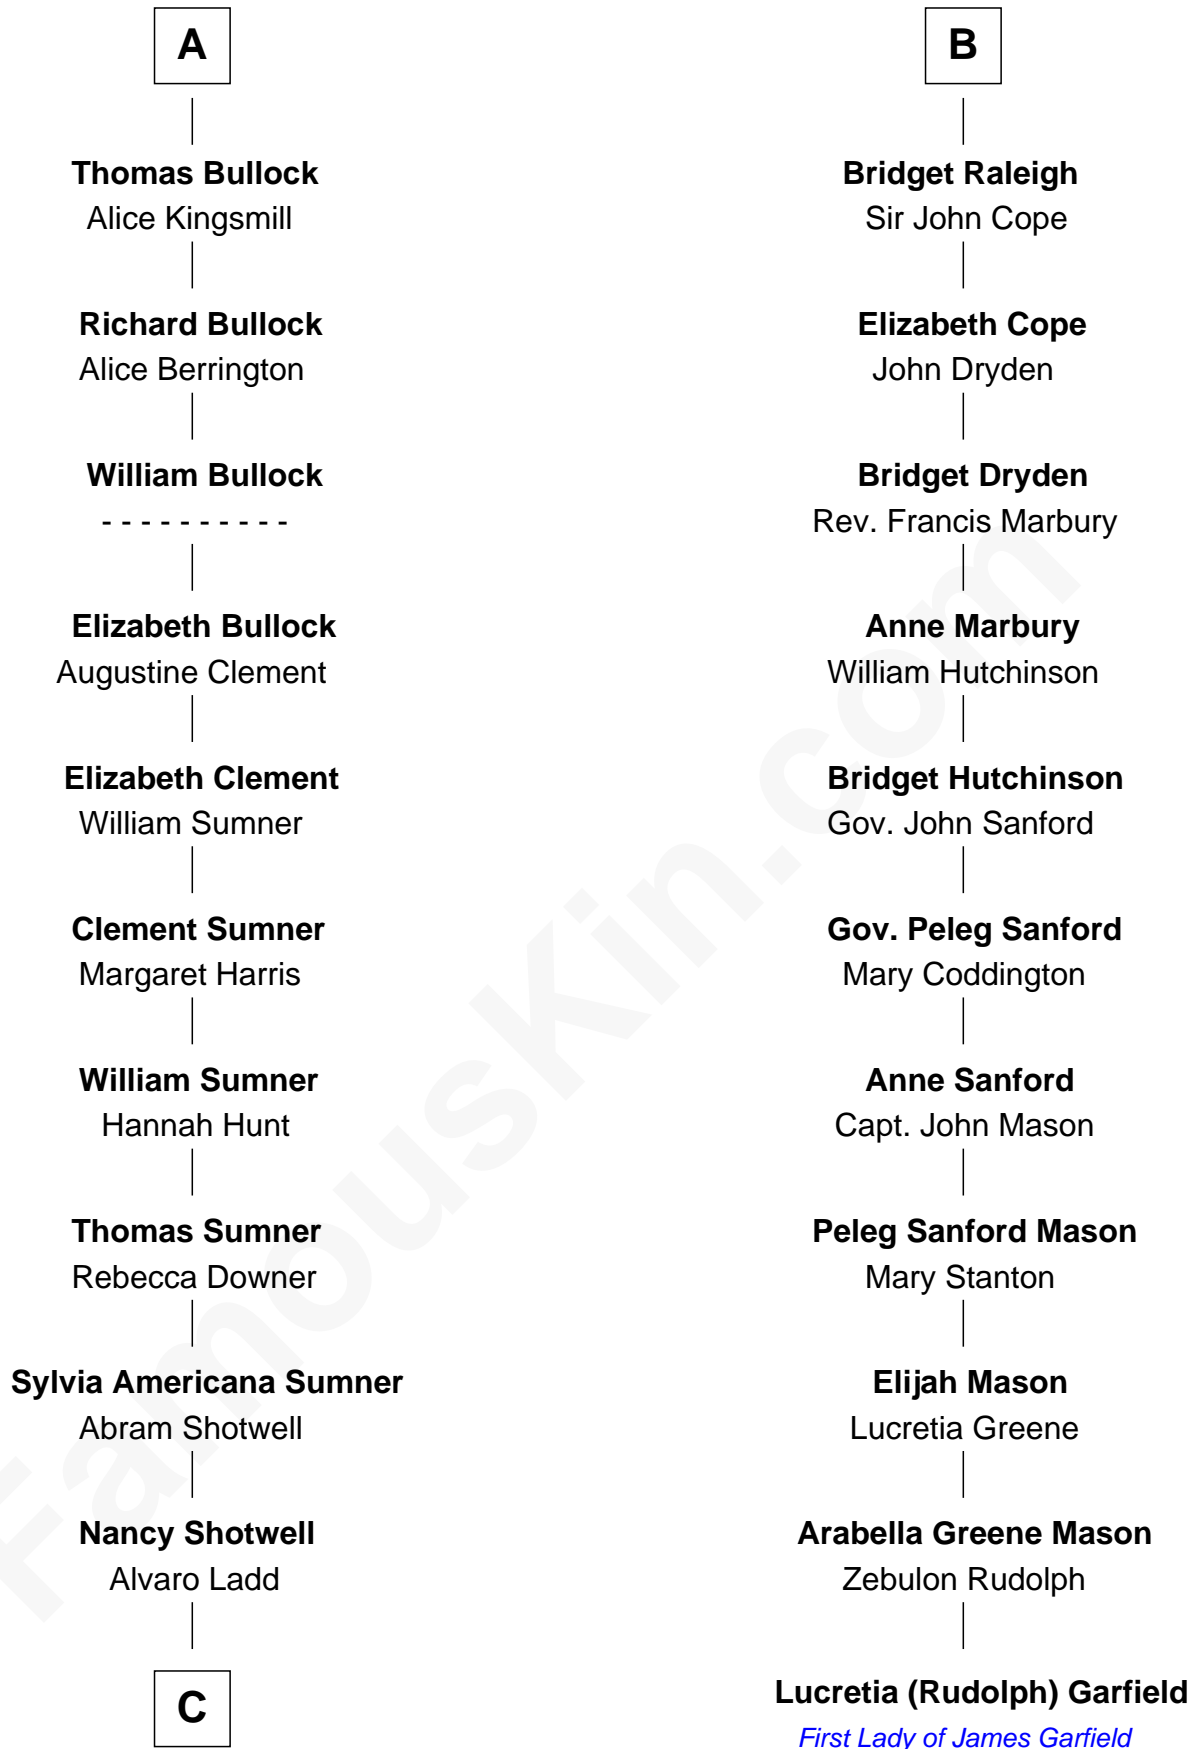 A
Thomas Bullock
Alice Kingsmill
Richard Bullock
Alice Berrington
William Bullock
- - - - - - - - - -
Elizabeth Bullock
Augustine Clement
Elizabeth Clement
William Sumner
Clement Sumner
Margaret Harris
William Sumner
Hannah Hunt
Thomas Sumner
Rebecca Downer
Sylvia Americana Sumner
Abram Shotwell
Nancy Shotwell
Alvaro Ladd
C
B
Bridget Raleigh
Sir John Cope
Elizabeth Cope
John Dryden
Bridget Dryden
Rev. Francis Marbury
Anne Marbury
William Hutchinson
Bridget Hutchinson
Gov. John Sanford
Gov. Peleg Sanford
Mary Coddington
Anne Sanford
Capt. John Mason
Peleg Sanford Mason
Mary Stanton
Elijah Mason
Lucretia Greene
Arabella Greene Mason
Zebulon Rudolph
Lucretia (Rudolph) Garfield
First Lady of James Garfield
FamousKin.com